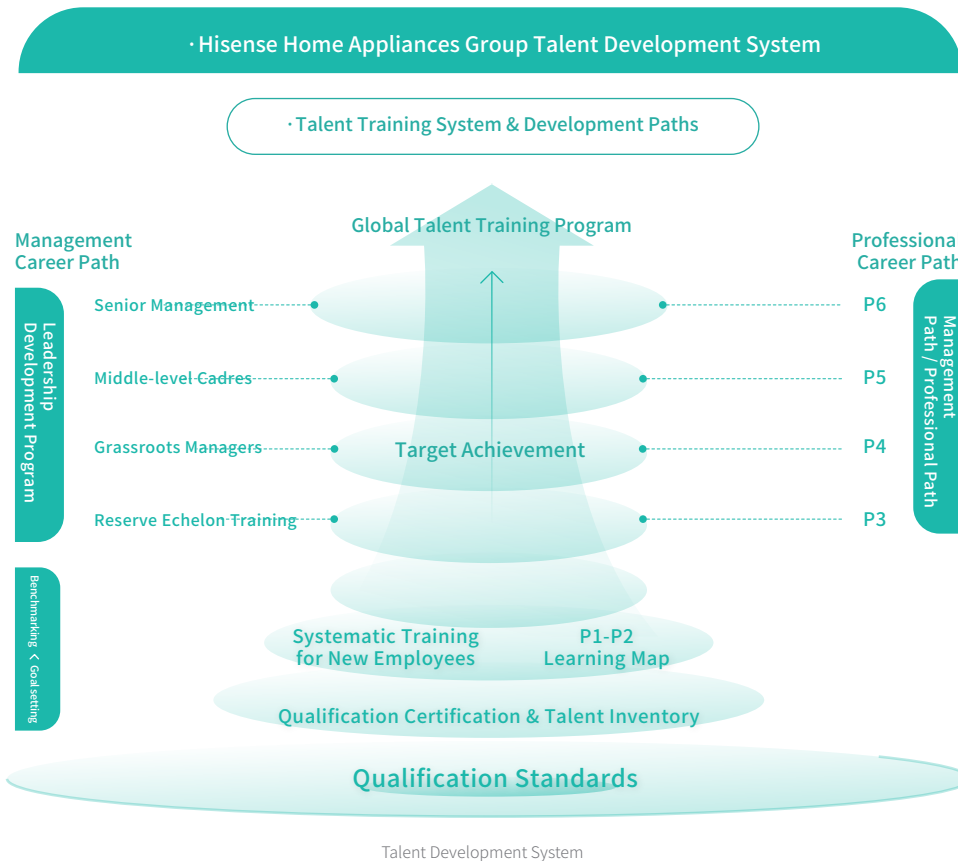 ·Hisense Home Appliances Group Talent Development System
·Talent Training System & Development Paths
Global Talent Training Program
Management
Career Path
Professiona
Career Path
Senior Management
P6
Leadership
Development Program
Management
Path / Professional Path
Middle-level Cadres
P5
Grassroots Managers
Target Achievement
P4
Reserve Echelon Training
P3
Benchmarking < Goal setting
Systematic Training
for New Employees
P1-P2
Learning Map
Qualification Certification & Talent Inventory
Qualification Standards
Talent Development System